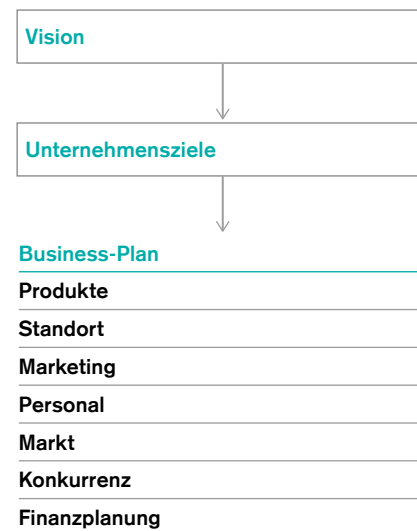 Vision
Unternehmensziele
Business-Plan
Produkte
Standort
Marketing
Personal
Markt
Konkurrenz
Finanzplanung